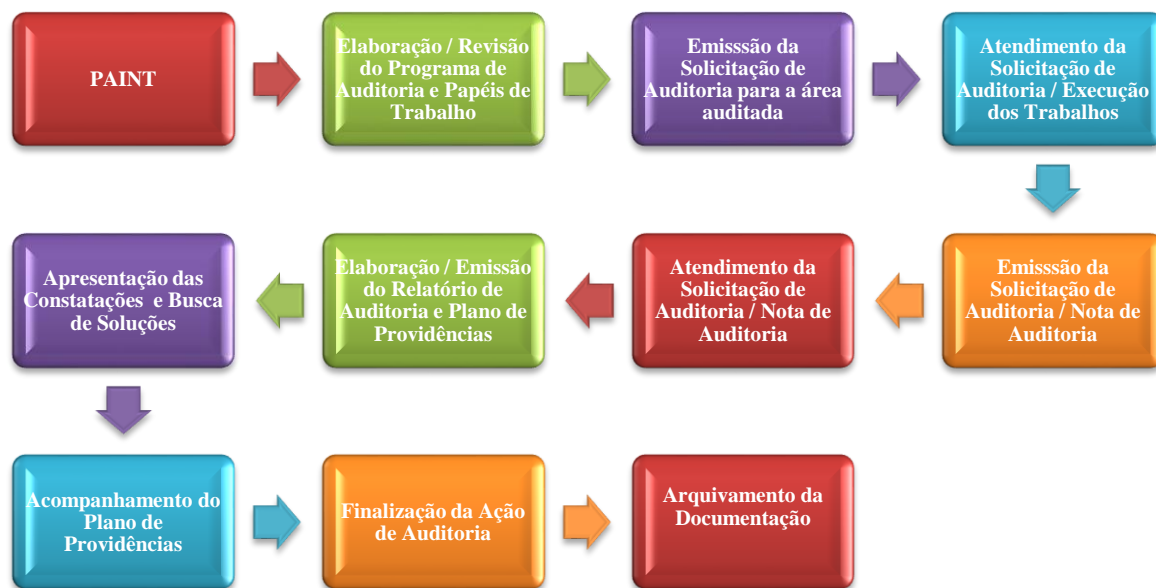 PAINT
Elaboração / Revisão
do Programa de
Auditoria e Papéis de
Trabalho
Emisssão da
Solicitação de
Auditoria para a área
auditada
Atendimento da
Solicitação de
Auditoria / Execução
dos Trabalhos
Emisssão da
Solicitação de
Auditoria / Nota de
Auditoria
Atendimento da
Solicitação de
Auditoria / Nota de
Auditoria
Elaboração / Emissão
do Relatório de
Auditoria e Plano de
Providências
Apresentação das
Constatações e Busca
de Soluções
Acompanhamento do
Plano de
Providências
Finalização da Ação
de Auditoria
Arquivamento da
Documentação